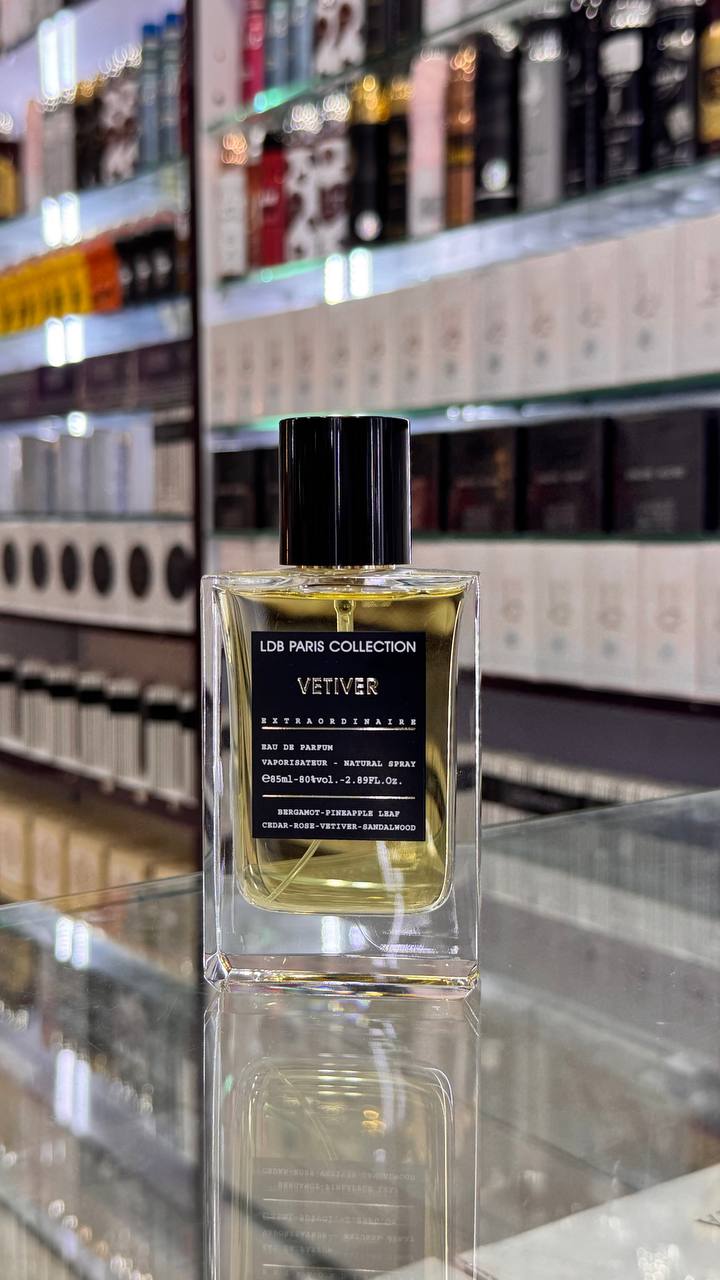 LDB PARIS COLLECTION
VETIVER
EXTRAORDINAIRE
EAU DE PARFUM
VAPORISATEUR - NATURAL SPRAY
℮85ml-80%vol.-2.89FL.Oz.
BERGAMOT-PINEAPPLE LEAF
CEDAR-ROSE-VETIVER-SANDALWOOD